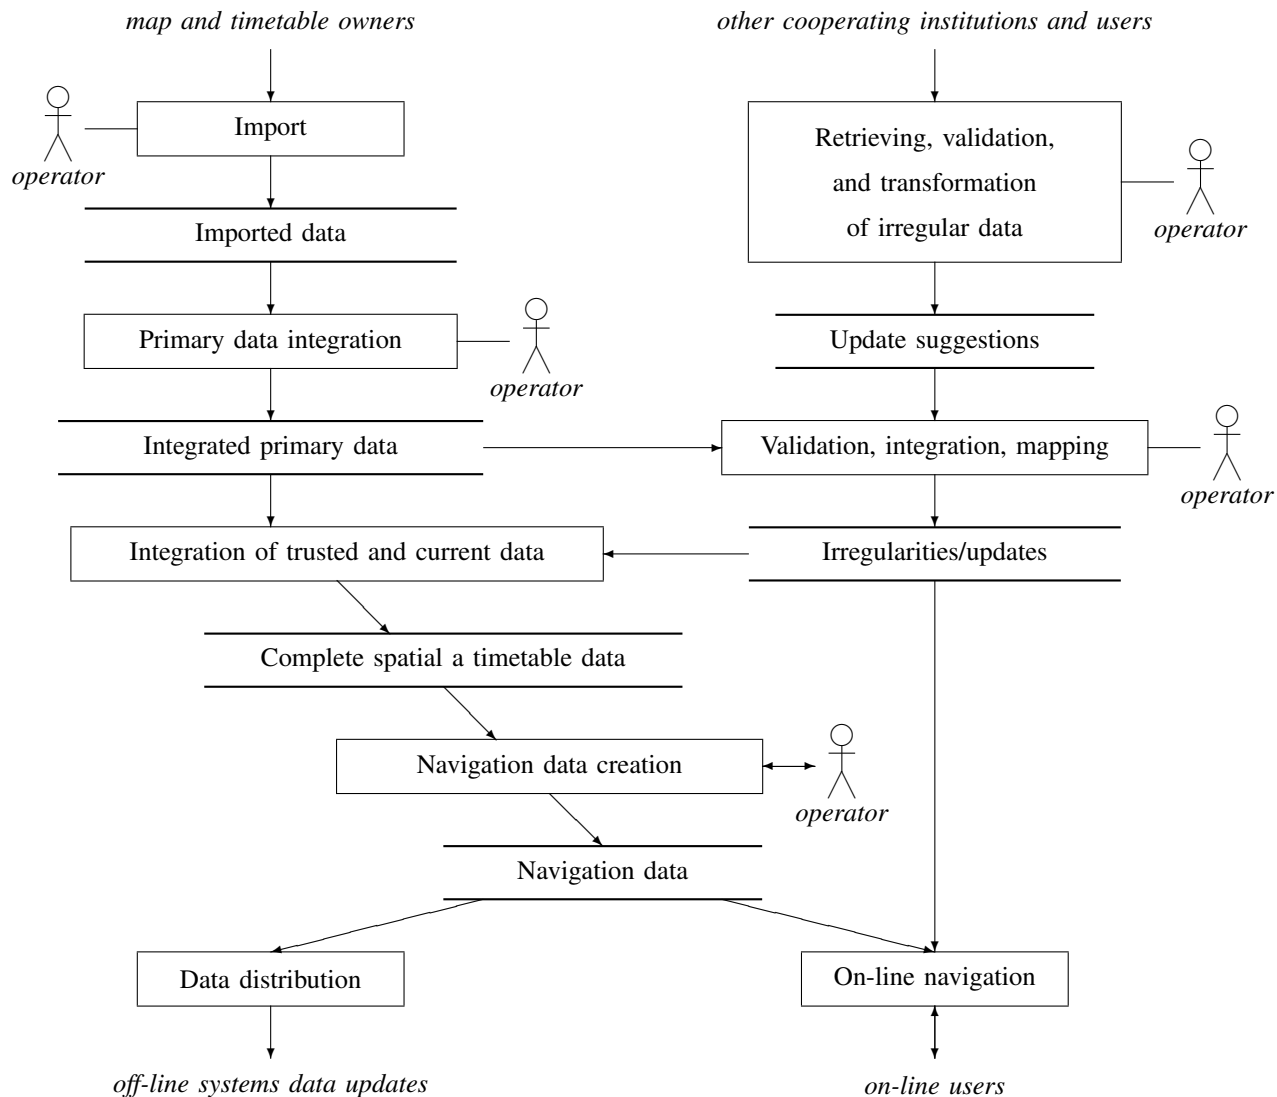 map and timetable owners
other cooperating institutions and users
Import
operator
Retrieving, validation,
and transformation
of irregular data
operator
Imported data
Primary data integration
operator
Update suggestions
Integrated primary data
Validation, integration, mapping
operator
Integration of trusted and current data
Irregularities/updates
Complete spatial a timetable data
Navigation data creation
operator
Navigation data
Data distribution
On-line navigation
off-line systems data updates
on-line users